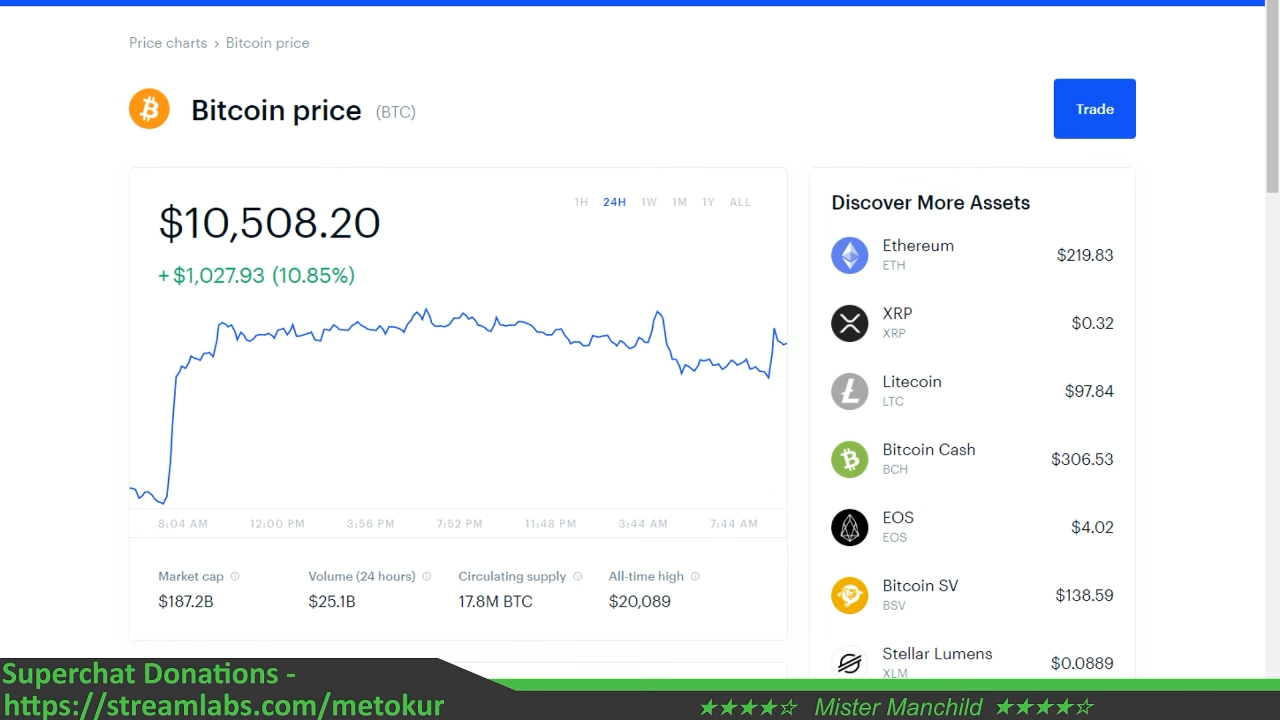 Price charts › Bitcoin price
Bitcoin price (BTC)
Trade
$10,508.20
+ $1,027.93 (10.85%)
1H 24H 1W 1M 1Y ALL
8:04 AM 12:00 PM 3:56 PM 7:52 PM 11:48 PM 3:44 AM 7:44 AM
Market cap Volume (24 hours) Circulating supply All-time high
$187.2B $25.1B 17.8M BTC $20,089
Discover More Assets
Ethereum $219.83
ETH
XRP $0.32
XRP
Litecoin $97.84
LTC
Bitcoin Cash $306.53
BCH
EOS $4.02
EOS
Bitcoin SV $138.59
BSV
Stellar Lumens $0.0889
XLM
Superchat Donations -
https://streamlabs.com/metokur
★★★★☆ Mister Manchild ★★★★☆